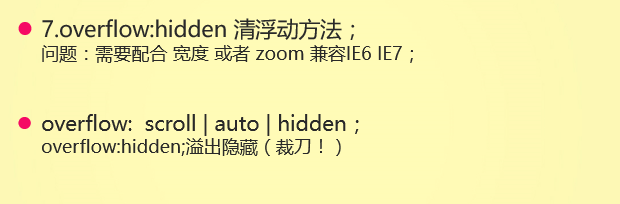 7.overflow:hidden 清浮动方法；
问题：需要配合 宽度 或者 zoom 兼容IE6 IE7；
overflow:  scroll | auto | hidden；
overflow:hidden;溢出隐藏（裁刀！）